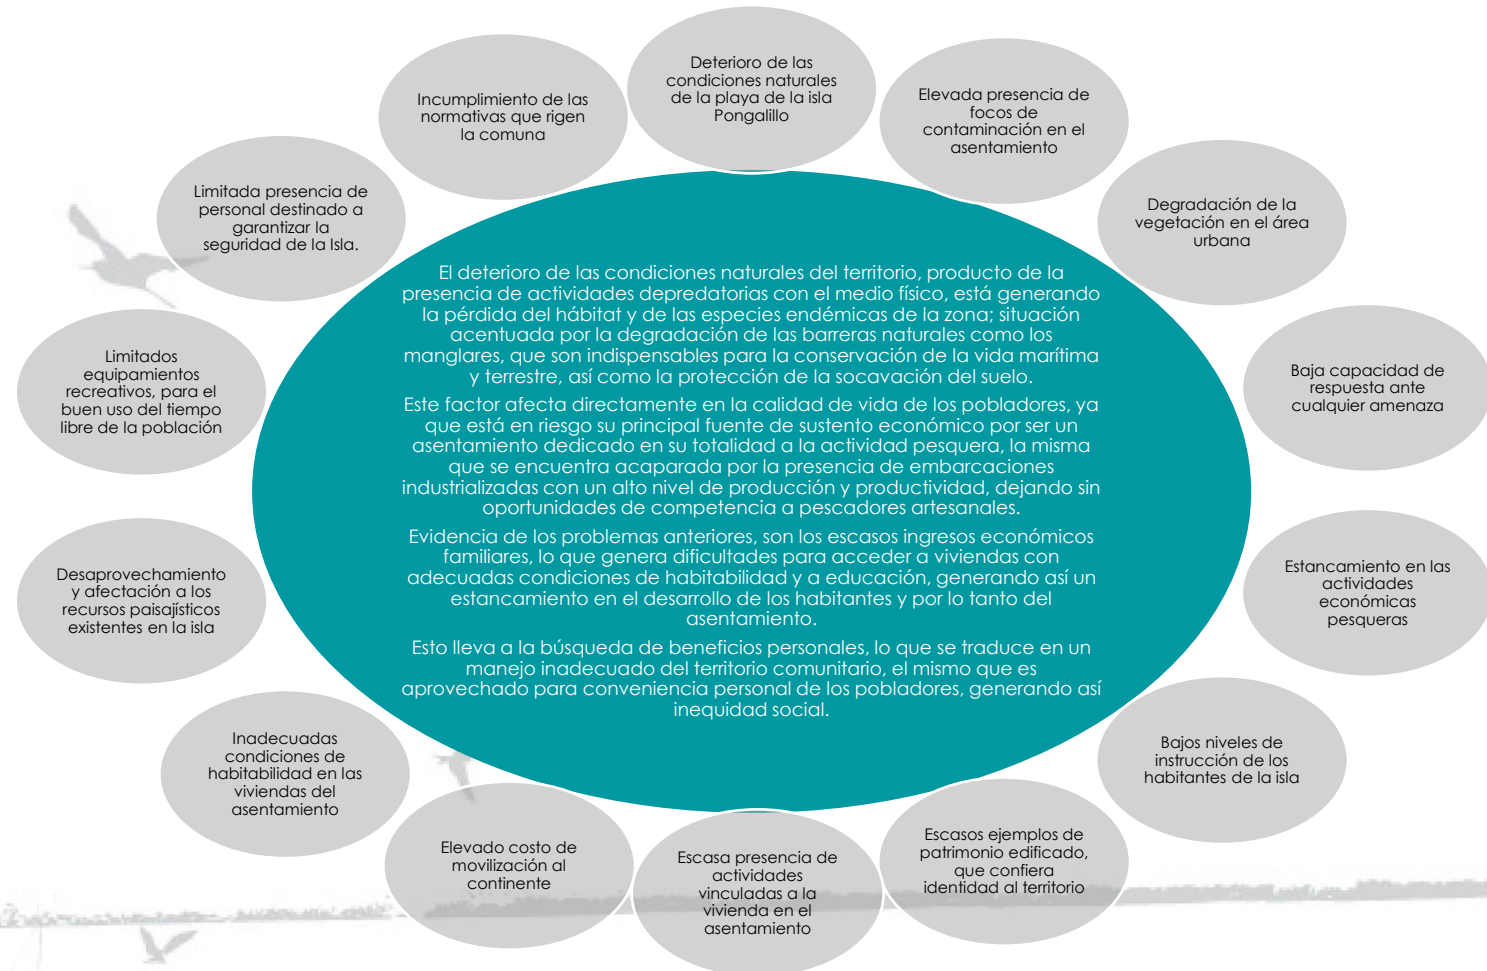 Deterioro de las
condiciones naturales
de la playa de la isla
Pongalillo
Elevada presencia de
focos de
contaminación en el
asentamiento
Degradación de la
vegetación en el área
urbana
Baja capacidad de
respuesta ante
cualquier amenaza
Estancamiento en las
actividades
económicas
pesqueras
Bajos niveles de
instrucción de los
habitantes de la isla
Escasos ejemplos de
patrimonio edificado,
que confiera
identidad al territorio
Escasa presencia de
actividades
vinculadas a la
vivienda en el
asentamiento
Elevado costo de
movilización al
continente
Inadecuadas
condiciones de
habitabilidad en las
viviendas del
asentamiento
Desaprovechamiento
y afectación a los
recursos paisajísticos
existentes en la isla
Limitados
equipamientos
recreativos, para el
buen uso del tiempo
libre de la población
Limitada presencia de
personal destinado a
garantizar la
seguridad de la Isla.
Incumplimiento de las
normativas que rigen
la comuna
El deterioro de las condiciones naturales del territorio, producto de la
presencia de actividades depredatorias con el medio físico, está generando
la pérdida del hábitat y de las especies endémicas de la zona; situación
acentuada por la degradación de las barreras naturales como los
manglares, que son indispensables para la conservación de la vida marítima
y terrestre, así como la protección de la socavación del suelo.
Este factor afecta directamente en la calidad de vida de los pobladores, ya
que está en riesgo su principal fuente de sustento económico por ser un
asentamiento dedicado en su totalidad a la actividad pesquera, la misma
que se encuentra acaparada por la presencia de embarcaciones
industrializadas con un alto nivel de producción y productividad, dejando sin
oportunidades de competencia a pescadores artesanales.
Evidencia de los problemas anteriores, son los escasos ingresos económicos
familiares, lo que genera dificultades para acceder a viviendas con
adecuadas condiciones de habitabilidad y a educación, generando así un
estancamiento en el desarrollo de los habitantes y por lo tanto del
asentamiento.
Esto lleva a la búsqueda de beneficios personales, lo que se traduce en un
manejo inadecuado del territorio comunitario, el mismo que es
aprovechado para conveniencia personal de los pobladores, generando así
inequidad social.